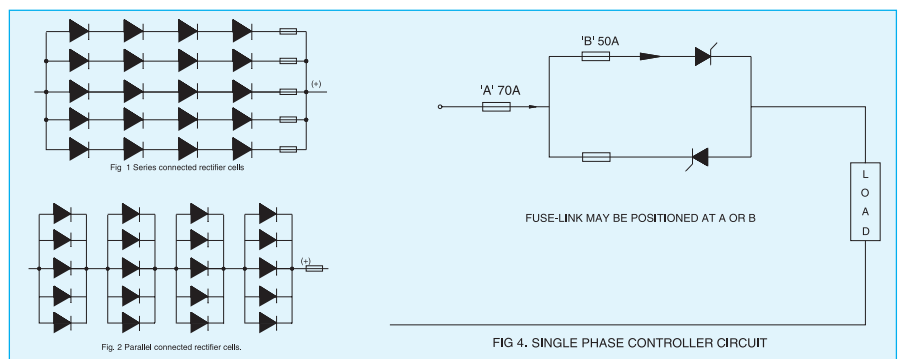 (+)
Fig 1 Series connected rectifier cells
(+)
Fig. 2 Parallel connected rectifier cells.
'B' 50A
'A' 70A
L
O
A
D
FUSE-LINK MAY BE POSITIONED AT A OR B
FIG 4. SINGLE PHASE CONTROLLER CIRCUIT